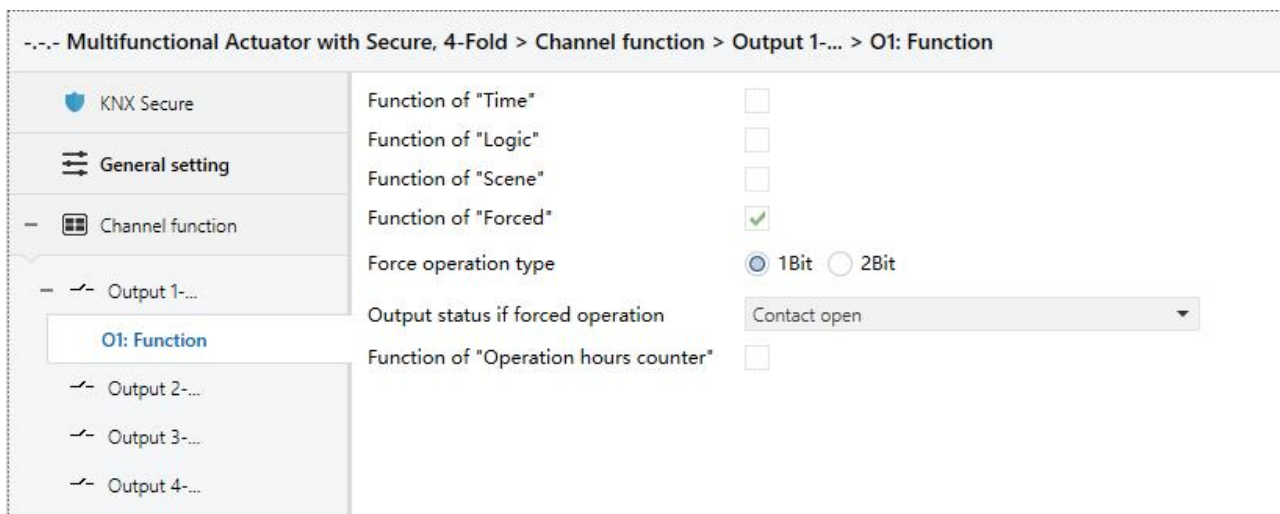 -.-.- Multifunctional Actuator with Secure, 4-Fold > Channel function > Output 1-... > O1: Function
KNX Secure
General setting
Channel function
Output 1-...
O1: Function
Output 2-...
Output 3-...
Output 4-...
Function of "Time"
Function of "Logic"
Function of "Scene"
Function of "Forced"
Force operation type 1Bit 2Bit
Output status if forced operation Contact open
Function of "Operation hours counter"